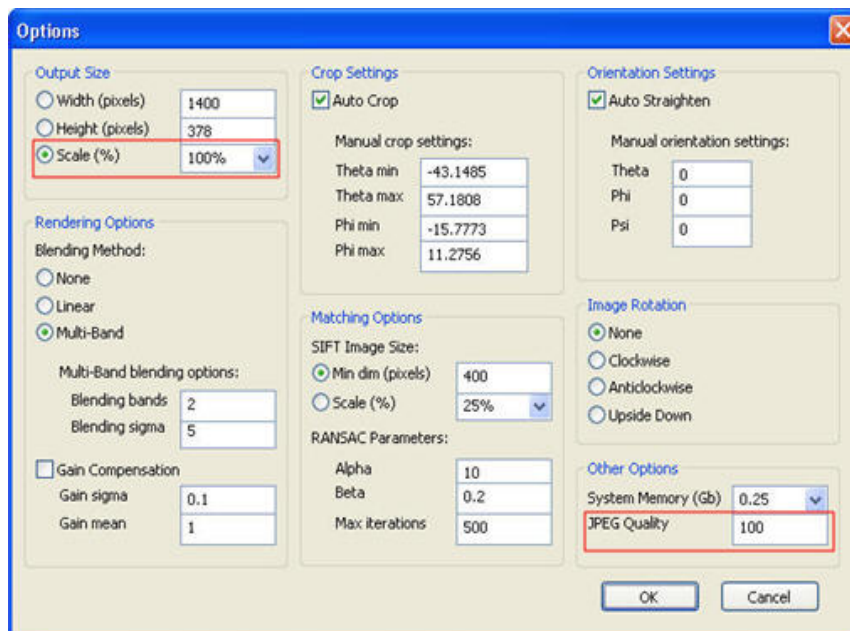 Options
Output Size
Width (pixels) 1400
Height (pixels) 378
Scale (%) 100%
Rendering Options
Blending Method:
None
Linear
Multi-Band
Multi-Band blending options:
Blending bands 2
Blending sigma 5
Gain Compensation
Gain sigma 0.1
Gain mean 1
Crop Settings
Auto Crop
Manual crop settings:
Theta min -43.1485
Theta max 57.1808
Phi min -15.7773
Phi max 11.2756
Matching Options
SIFT Image Size:
Min dim (pixels) 400
Scale (%) 25%
RANSAC Parameters:
Alpha 10
Beta 0.2
Max iterations 500
Orientation Settings
Auto Straighten
Manual orientation settings:
Theta 0
Phi 0
Psi 0
Image Rotation
None
Clockwise
Anticlockwise
Upside Down
Other Options
System Memory (Gb) 0.25
JPEG Quality 100
OK Cancel